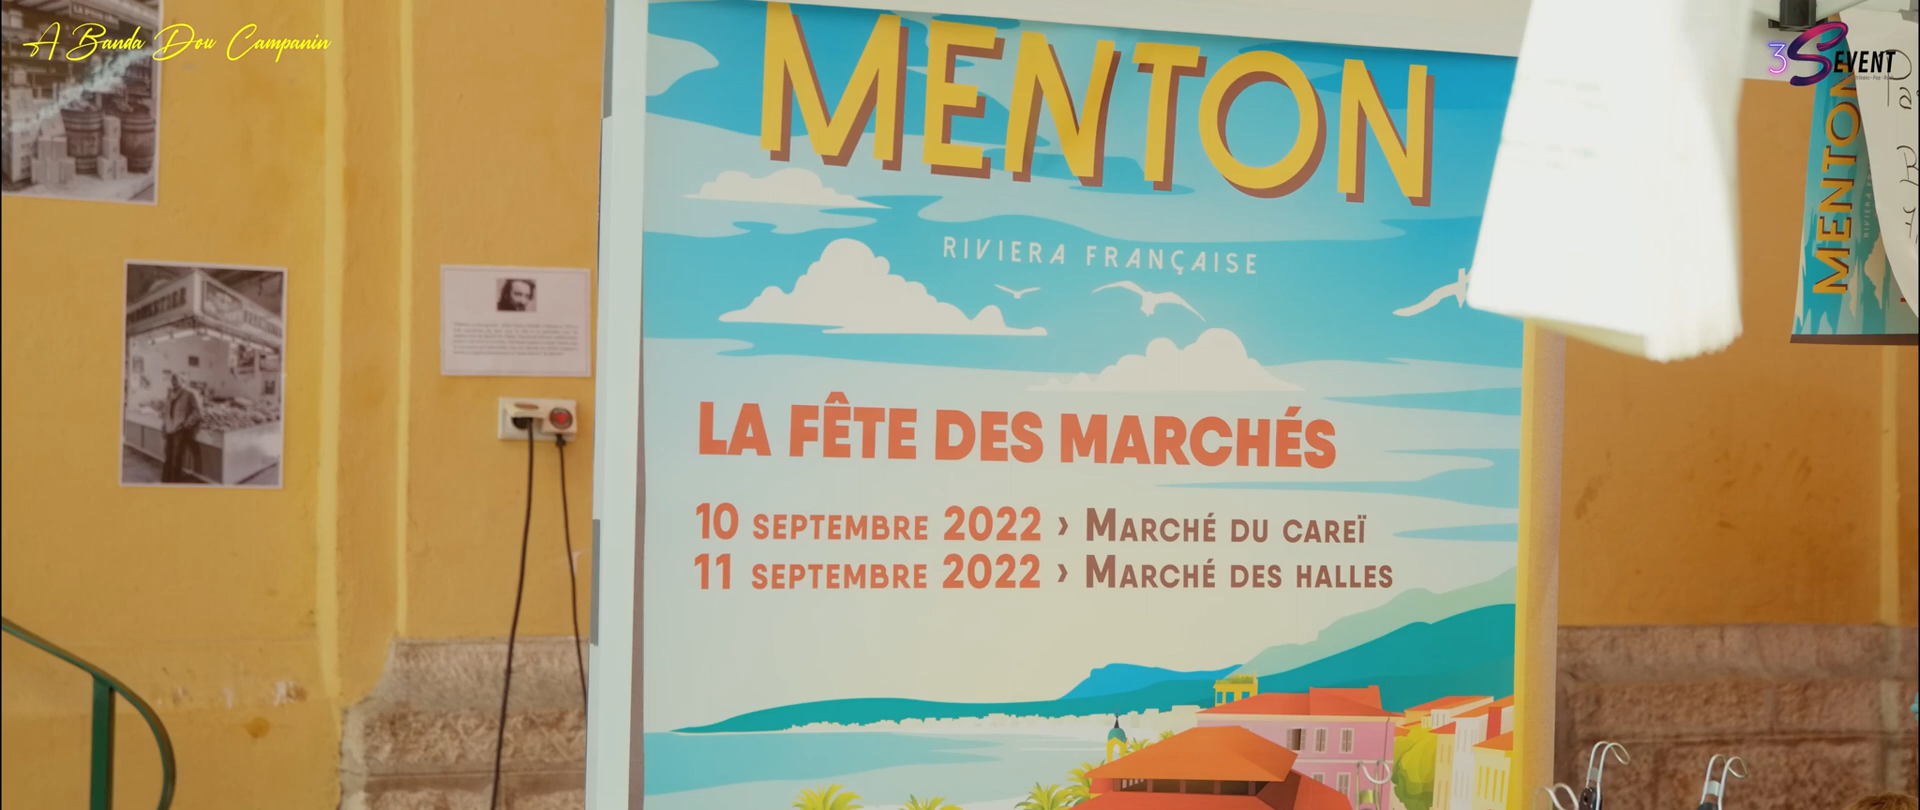 A Banda Dou Campanin
3S EVENT
MENTON
RIVIERA FRANÇAISE
LA FÊTE DES MARCHÉS
10 SEPTEMBRE 2022 › MARCHÉ DU CAREÏ
11 SEPTEMBRE 2022 › MARCHÉ DES HALLES
MENTON